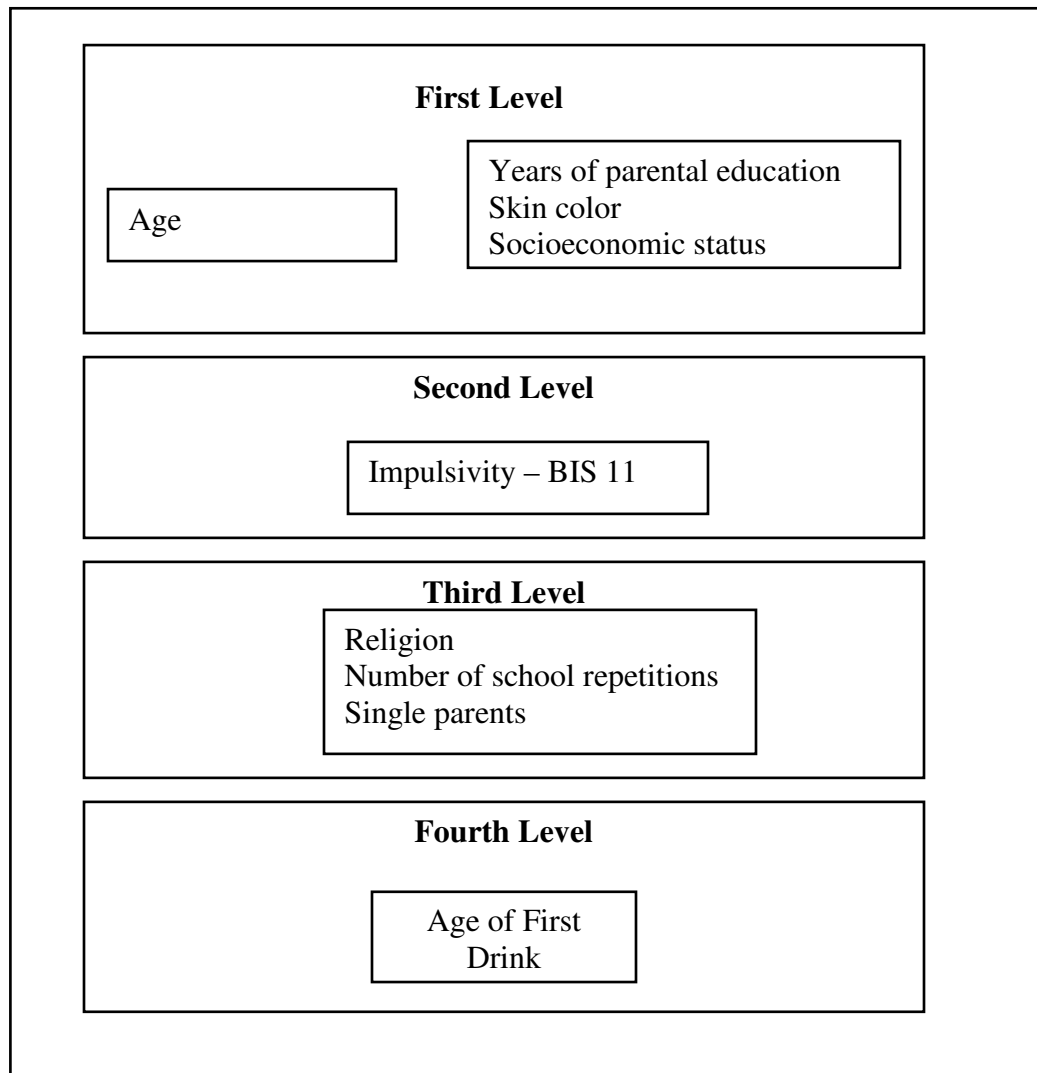 First Level
Age
Years of parental education
Skin color
Socioeconomic status
Second Level
Impulsivity – BIS 11
Third Level
Religion
Number of school repetitions
Single parents
Fourth Level
Age of First
Drink